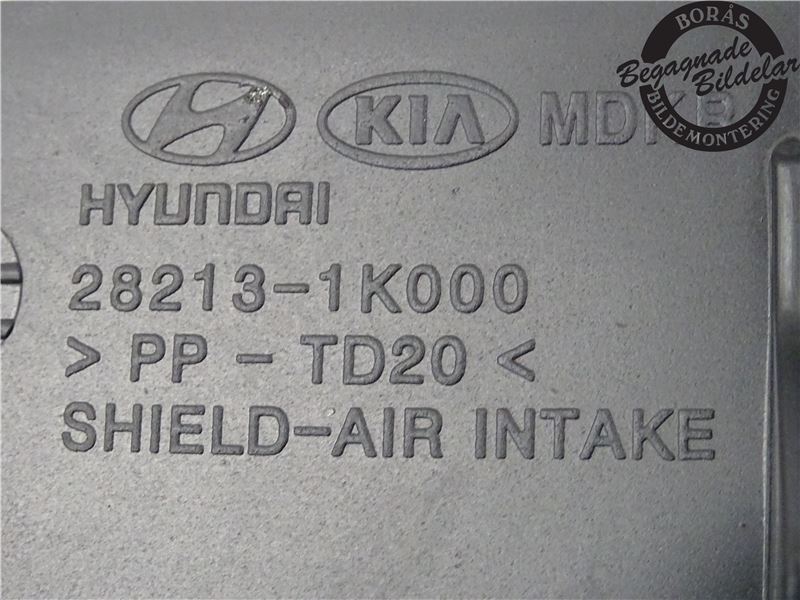 BORÅS
Begagnade
Bildelar
BILDEMONTERING
KIA
HYUNDAI
28213-1K000
> PP - TD20 <
SHIELD-AIR INTAKE